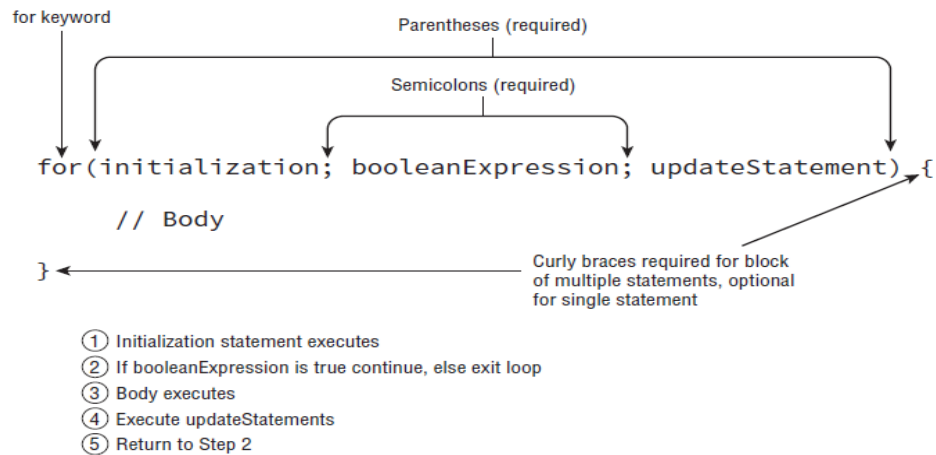 for keyword
Parentheses (required)
Semicolons (required)
for(initialization; booleanExpression; updateStatement) {
// Body
}
Curly braces required for block
of multiple statements, optional
for single statement
1 Initialization statement executes
2 If booleanExpression is true continue, else exit loop
3 Body executes
4 Execute updateStatements
5 Return to Step 2